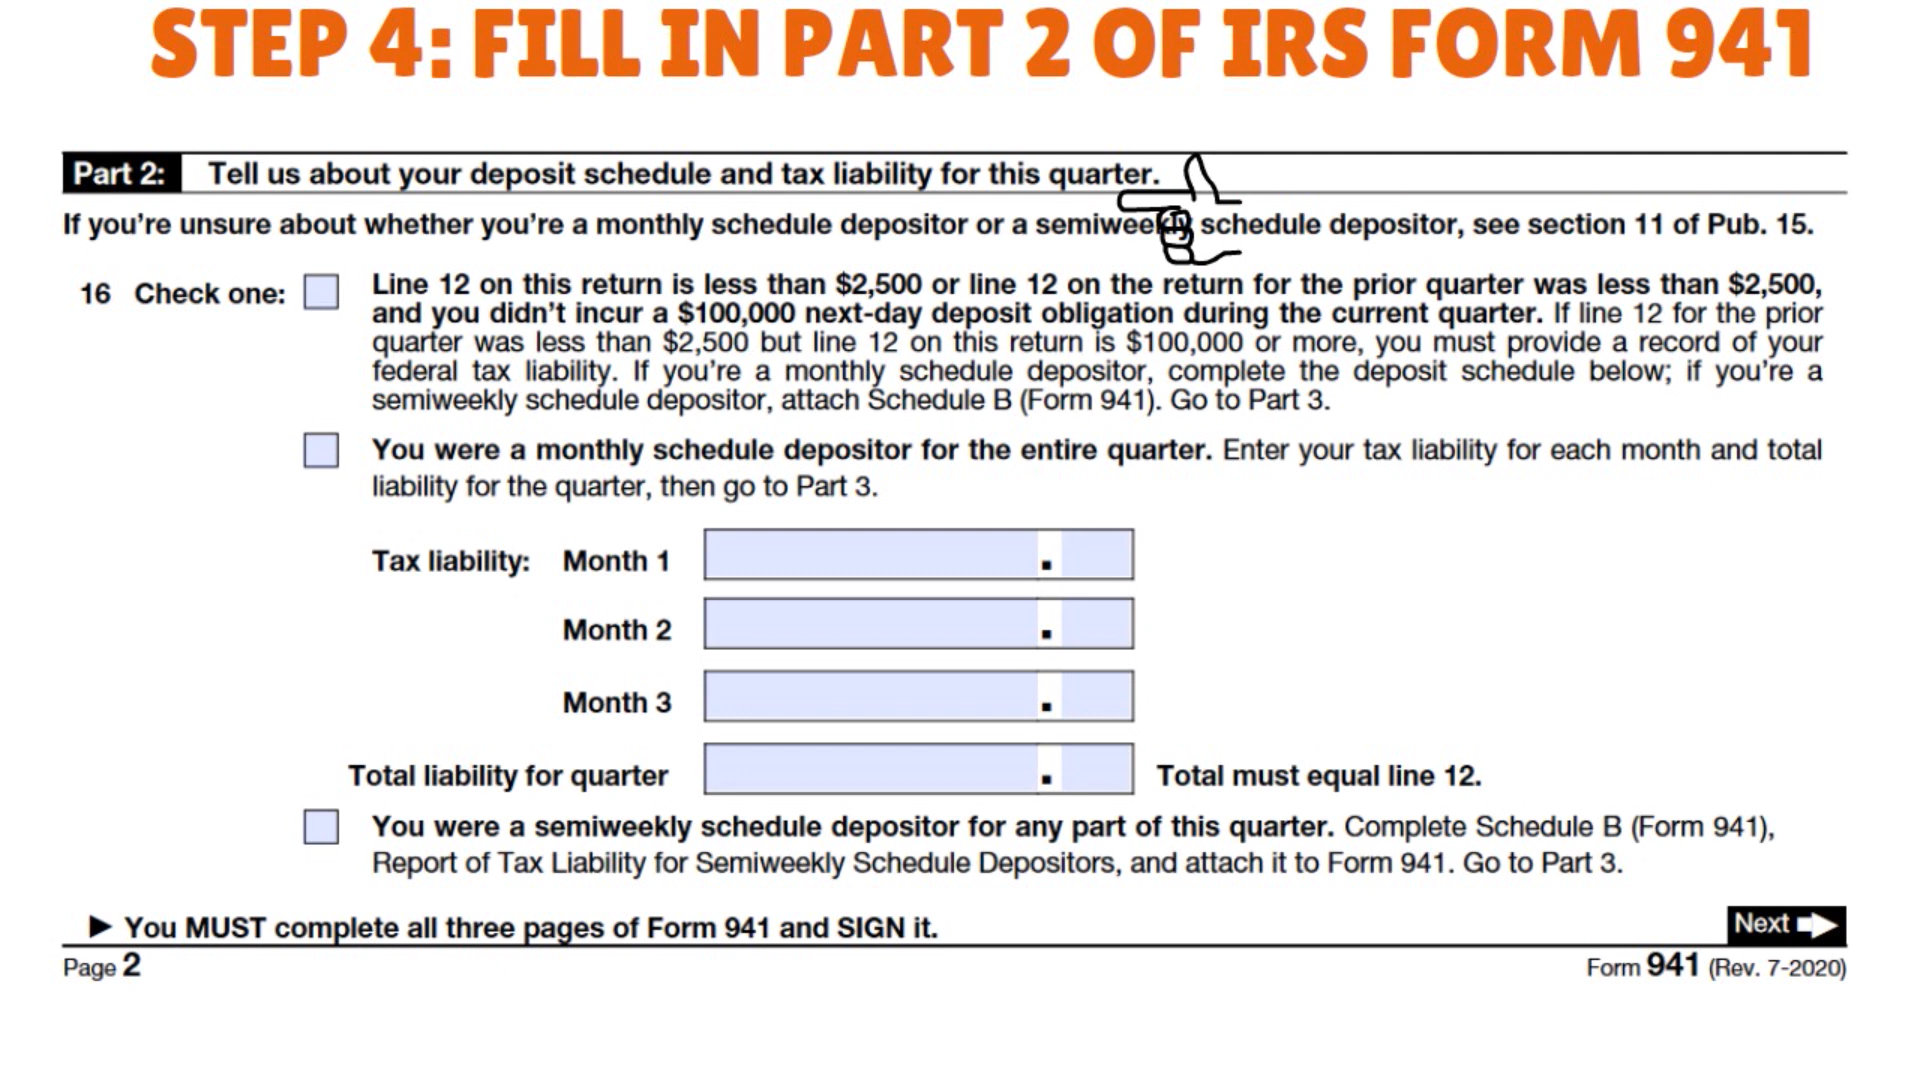 STEP 4: FILL IN PART 2 OF IRS FORM 941
Part 2: Tell us about your deposit schedule and tax liability for this quarter.
If you’re unsure about whether you’re a monthly schedule depositor or a semiweekly schedule depositor, see section 11 of Pub. 15.
16 Check one: Line 12 on this return is less than $2,500 or line 12 on the return for the prior quarter was less than $2,500,
and you didn’t incur a $100,000 next-day deposit obligation during the current quarter. If line 12 for the prior
quarter was less than $2,500 but line 12 on this return is $100,000 or more, you must provide a record of your
federal tax liability. If you’re a monthly schedule depositor, complete the deposit schedule below; if you’re a
semiweekly schedule depositor, attach Schedule B (Form 941). Go to Part 3.
You were a monthly schedule depositor for the entire quarter. Enter your tax liability for each month and total
liability for the quarter, then go to Part 3.
Tax liability: Month 1 .
Month 2 .
Month 3 .
Total liability for quarter . Total must equal line 12.
You were a semiweekly schedule depositor for any part of this quarter. Complete Schedule B (Form 941),
Report of Tax Liability for Semiweekly Schedule Depositors, and attach it to Form 941. Go to Part 3.
▶ You MUST complete all three pages of Form 941 and SIGN it.
Next
Page 2 Form 941 (Rev. 7-2020)